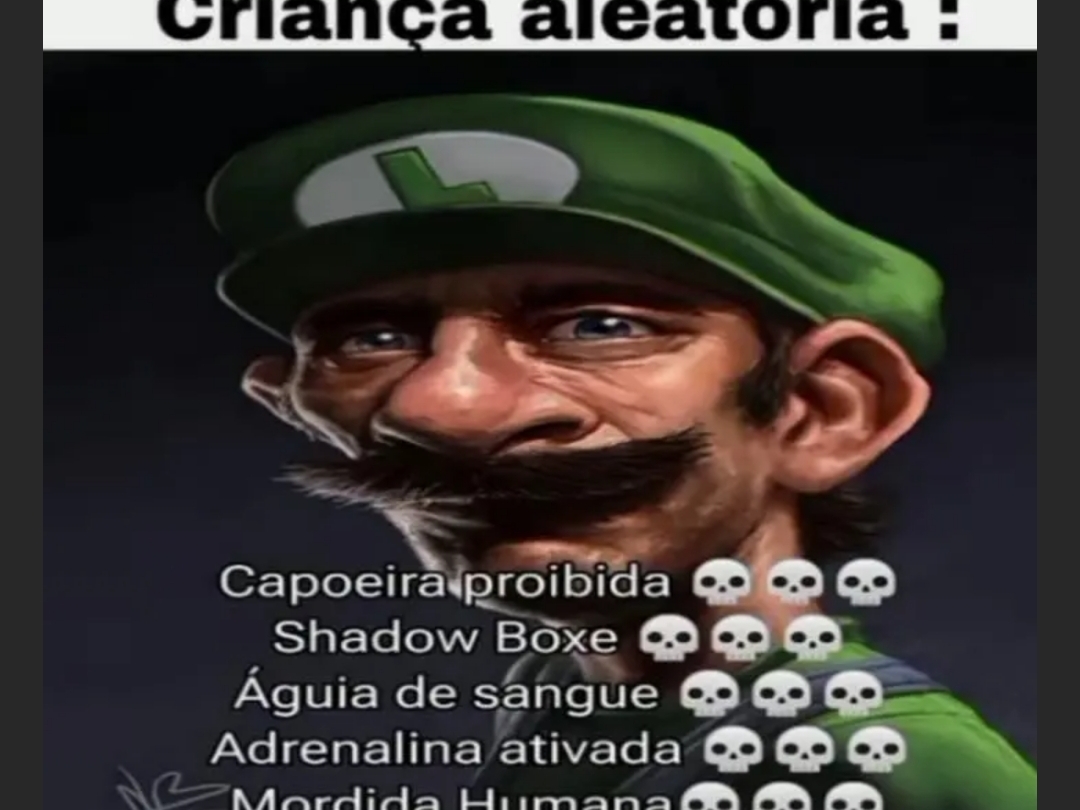 Criança aleatória :
L
Capoeira proibida 💀 💀 💀
Shadow Boxe 💀 💀 💀
Águia de sangue 💀 💀 💀
Adrenalina ativada 💀 💀 💀
Mordida Humana 💀 💀 💀